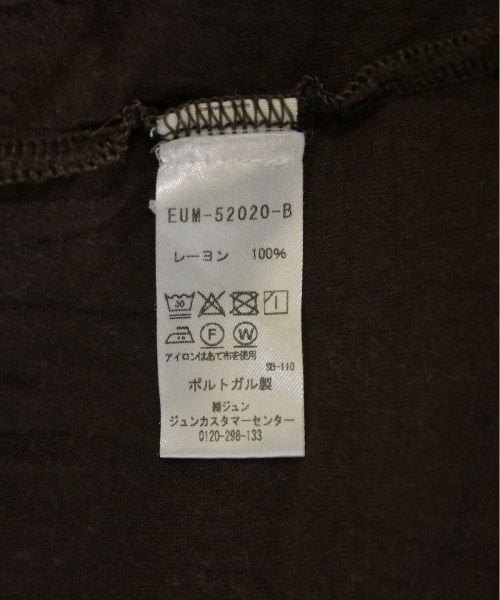 EUM-52020-B
レーヨン 100%
30
F W
アイロンはあて布を使用
SB-110
ポルトガル製
㈱ジュン
ジュンカスタマーセンター
0120-298-133